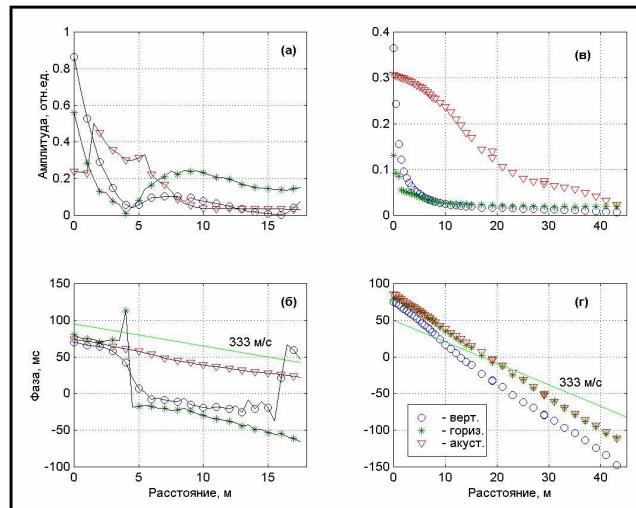 (а)
1
0.8
0.6
0.4
0.2
0
Амплитуда, отн.ед.
0 5 10 15
(в)
0.4
0.3
0.2
0.1
0
0 10 20 30 40
(б)
150
100
50
0
-50
-100
Фаза, мс
333 м/с
0 5 10 15
Расстояние, м
(г)
100
50
0
-50
-100
-150
333 м/с
- верт.
- гориз.
- акуст.
0 10 20 30 40
Расстояние, м